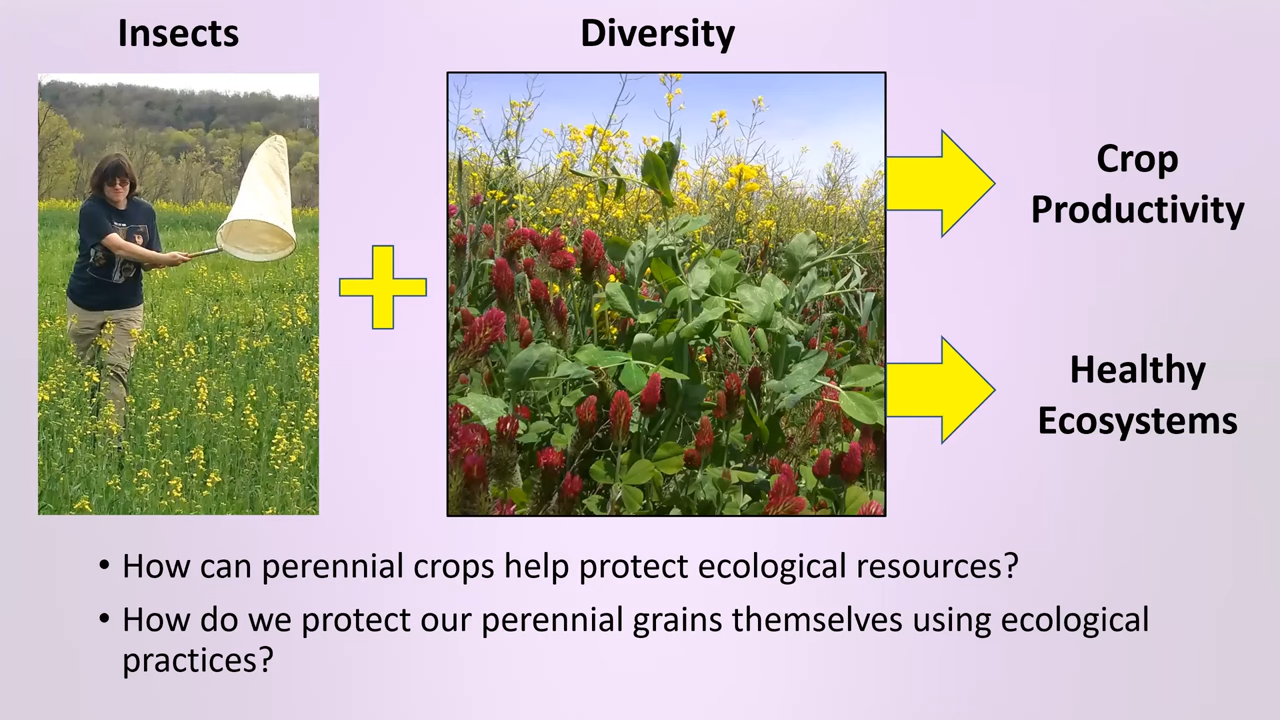 Insects
Diversity
Crop
Productivity
Healthy
Ecosystems
• How can perennial crops help protect ecological resources?
• How do we protect our perennial grains themselves using ecological
practices?